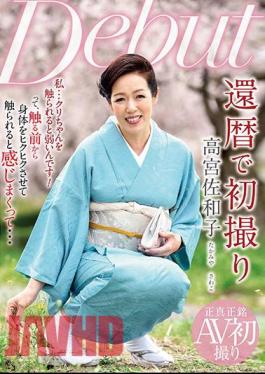 Debut
還暦で初撮り
高宮佐和子
たかみや さわこ
私…クリちゃんを
触られると弱いんです!
って、触る前から
身体をヒクヒクさせて
触られると感じまくって…
正真正銘
AV初
撮り